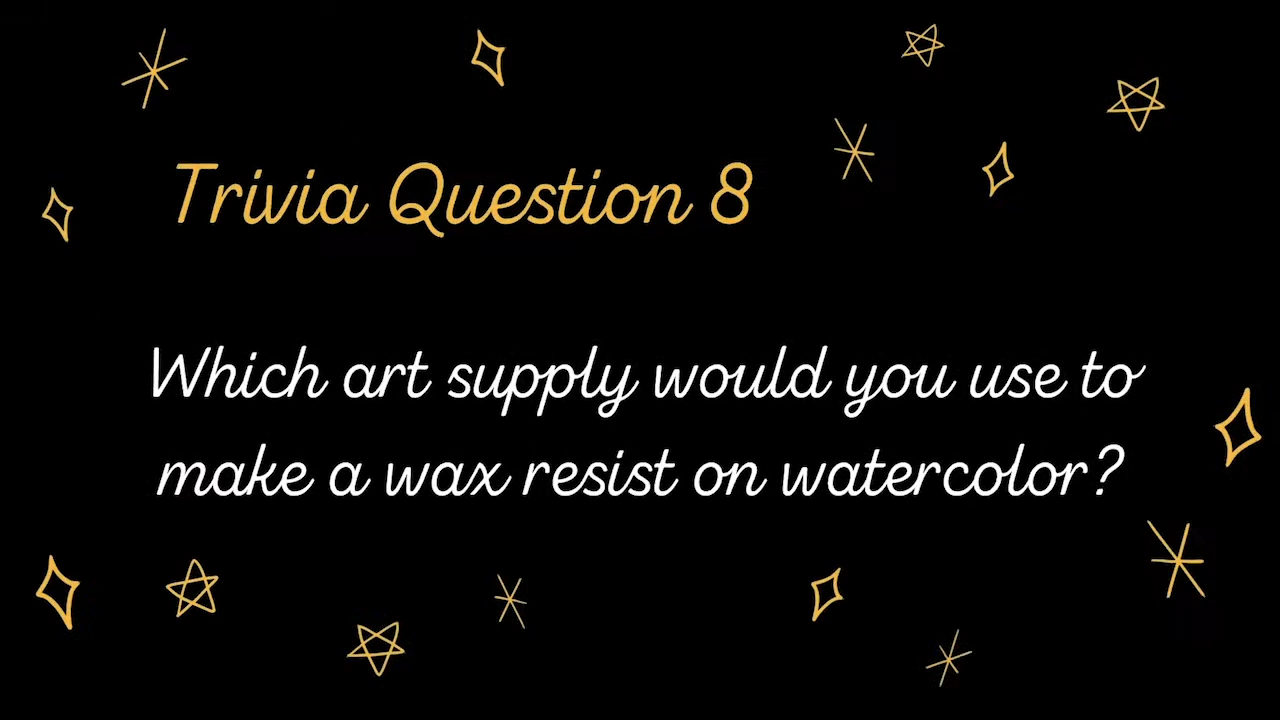 Trivia Question 8
Which art supply would you use to
make a wax resist on watercolor?